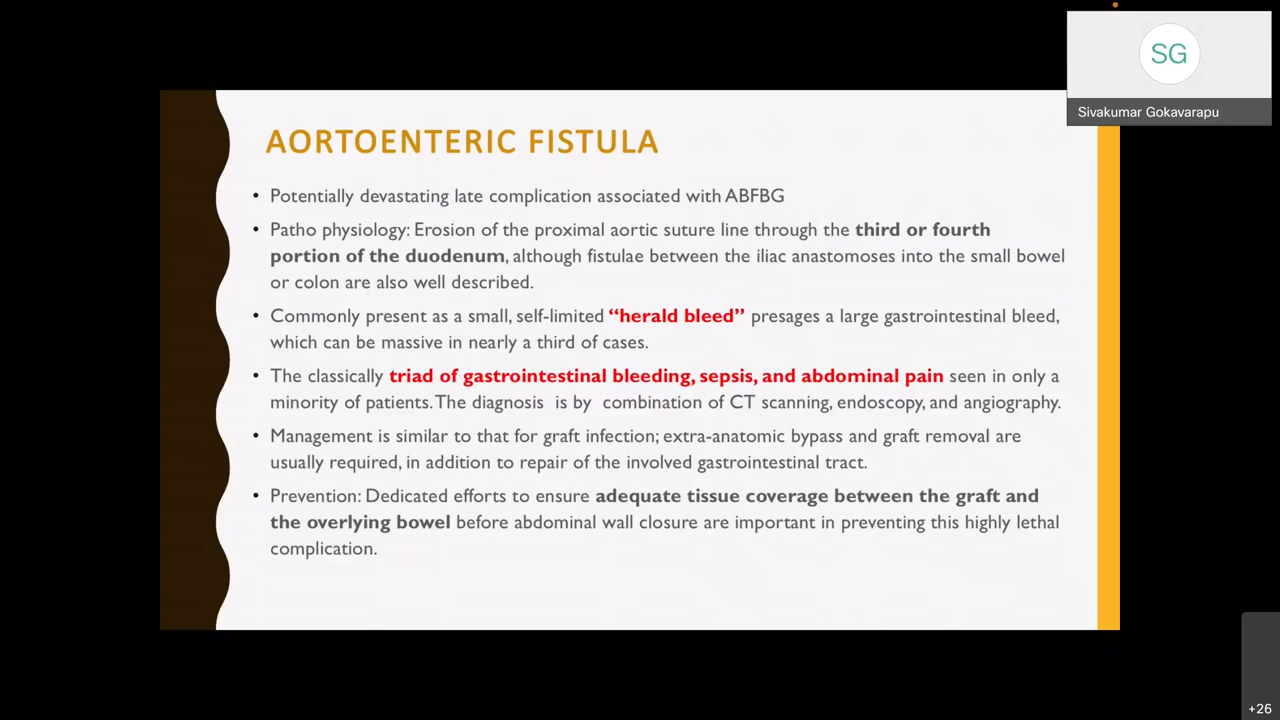 SG
Sivakumar Gokavarapu
AORTOENTERIC FISTULA
• Potentially devastating late complication associated with ABFBG
• Patho physiology: Erosion of the proximal aortic suture line through the third or fourth
portion of the duodenum, although fistulae between the iliac anastomoses into the small bowel
or colon are also well described.
• Commonly present as a small, self-limited “herald bleed” presages a large gastrointestinal bleed,
which can be massive in nearly a third of cases.
• The classically triad of gastrointestinal bleeding, sepsis, and abdominal pain seen in only a
minority of patients. The diagnosis is by combination of CT scanning, endoscopy, and angiography.
• Management is similar to that for graft infection; extra-anatomic bypass and graft removal are
usually required, in addition to repair of the involved gastrointestinal tract.
• Prevention: Dedicated efforts to ensure adequate tissue coverage between the graft and
the overlying bowel before abdominal wall closure are important in preventing this highly lethal
complication.
+26